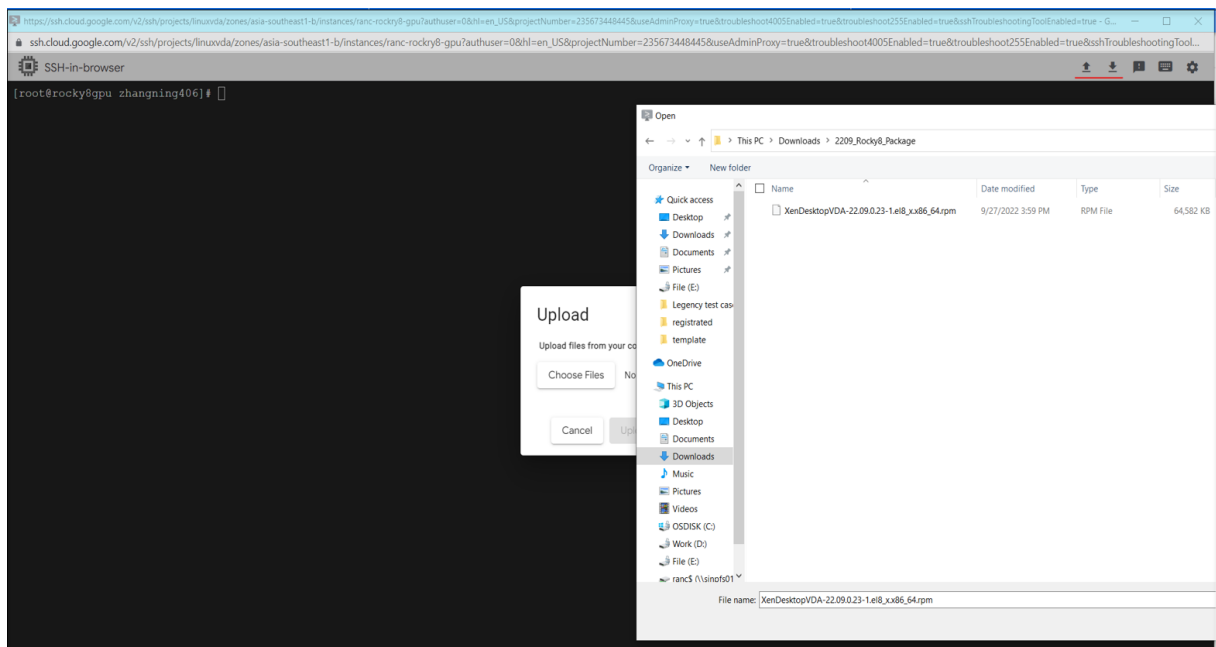 https://ssh.cloud.google.com/v2/ssh/projects/linuxvda/zones/asia-southeast1-b/instances/ranc-rockry8-gpu?authuser=0&hl=en_US&projectNumber=235673448445&useAdminProxy=true&troubleshoot4005Enabled=true&troubleshoot255Enabled=true&sshTroubleshootingToolEnabled=true - G...
ssh.cloud.google.com/v2/ssh/projects/linuxvda/zones/asia-southeast1-b/instances/ranc-rockry8-gpu?authuser=0&hl=en_US&projectNumber=235673448445&useAdminProxy=true&troubleshoot4005Enabled=true&troubleshoot255Enabled=true&sshTroubleshootingTool...
SSH-in-browser
[root@rocky8gpu zhangning406]#
Open
This PC > Downloads > 2209_Rocky8_Package
Organize New folder
Name Date modified Type Size
XenDesktopVDA-22.09.0.23-1.el8_x.x86_64.rpm 9/27/2022 3:59 PM RPM File 64,582 KB
Quick access
Desktop
Downloads
Documents
Pictures
File (E:)
Legency test cas
registrated
template
OneDrive
This PC
3D Objects
Desktop
Documents
Downloads
Music
Pictures
Videos
OSDISK (C:)
Work (D:)
File (E:)
ranc$ (\\sinpfs01
File name: XenDesktopVDA-22.09.0.23-1.el8_x.x86_64.rpm
Upload
Upload files from your co
Choose Files No
Cancel Upl